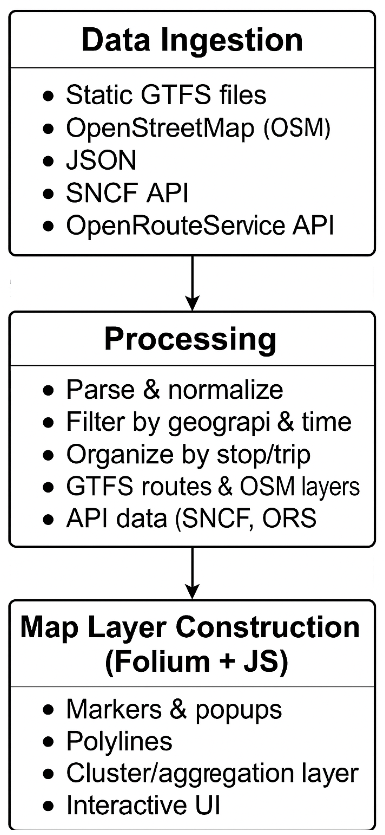 Data Ingestion
• Static GTFS files
• OpenStreetMap (OSM)
• JSON
• SNCF API
• OpenRouteService API
Processing
• Parse & normalize
• Filter by geograpi & time
• Organize by stop/trip
• GTFS routes & OSM layers
• API data (SNCF, ORS
Map Layer Construction
(Folium + JS)
• Markers & popups
• Polylines
• Cluster/aggregation layer
• Interactive UI